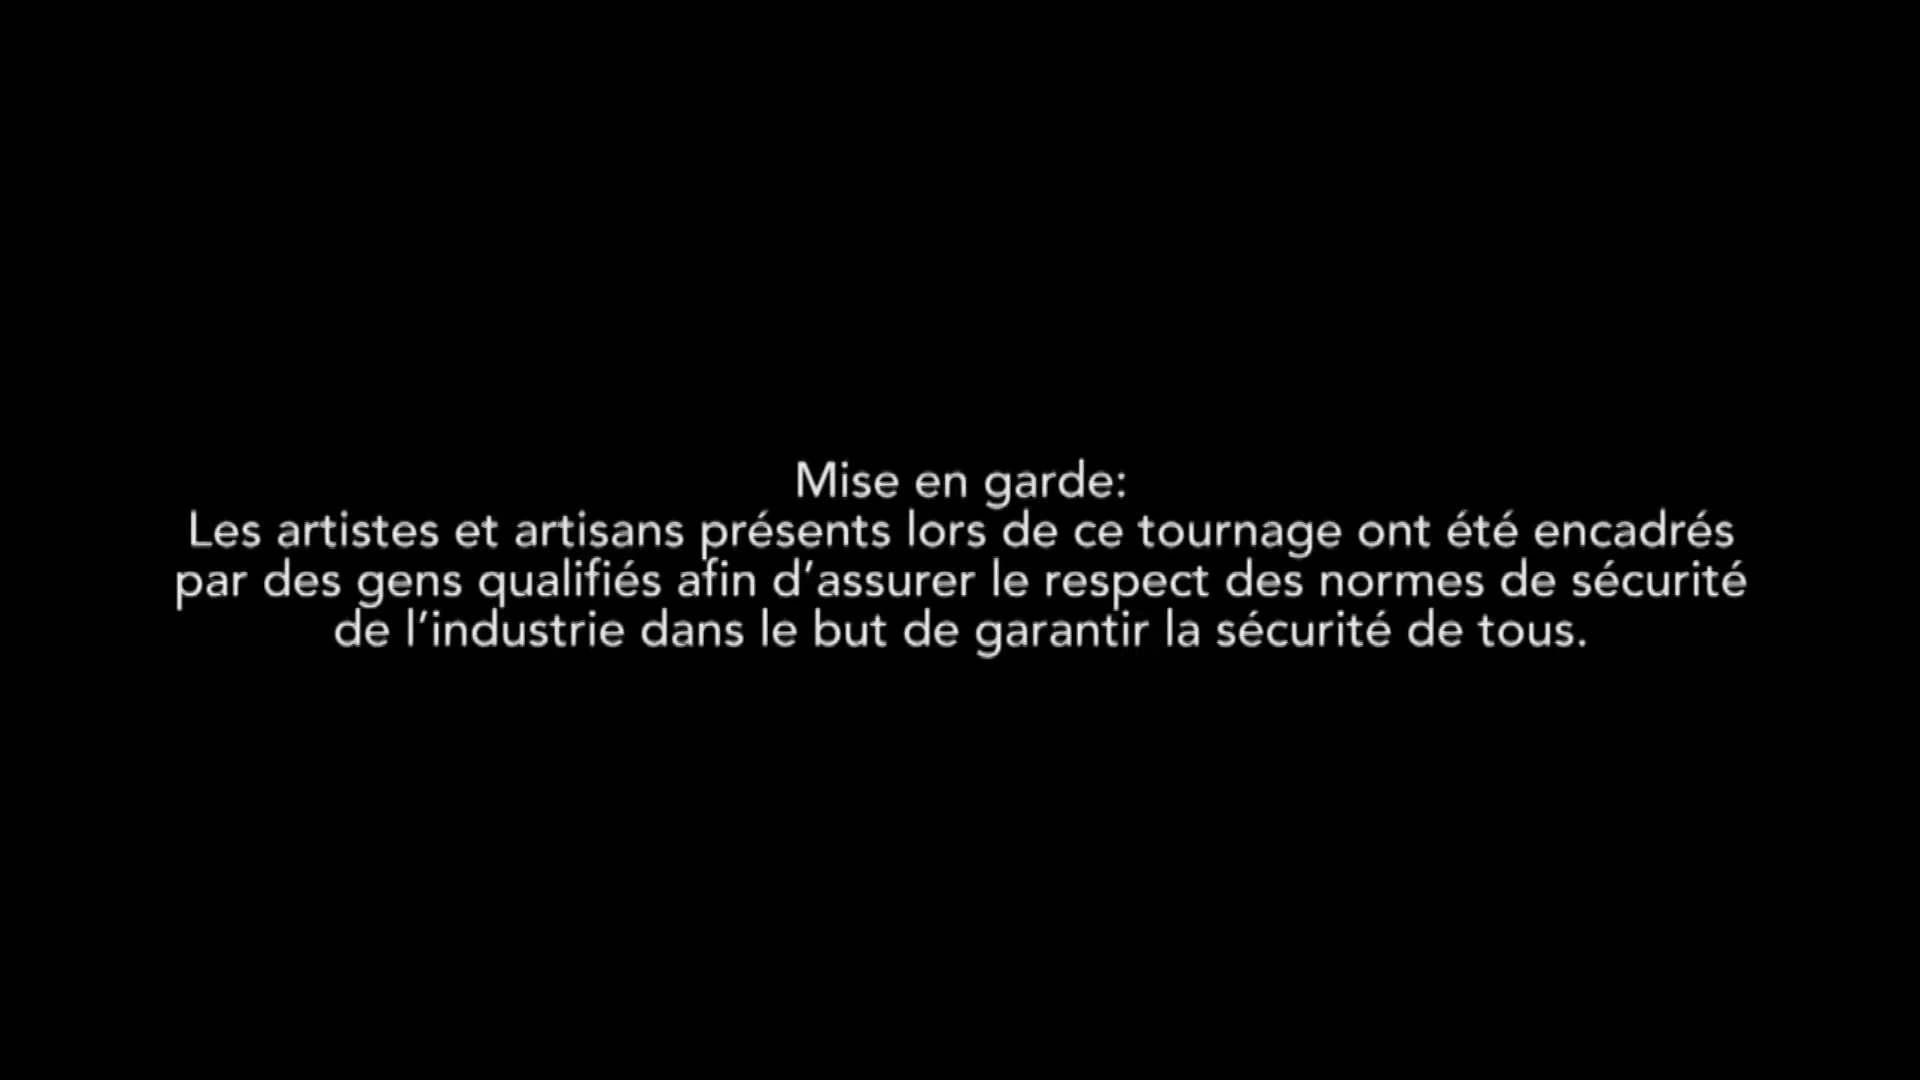 Mise en garde:
Les artistes et artisans présents lors de ce tournage ont été encadrés
par des gens qualifiés afin d’assurer le respect des normes de sécurité
de l’industrie dans le but de garantir la sécurité de tous.